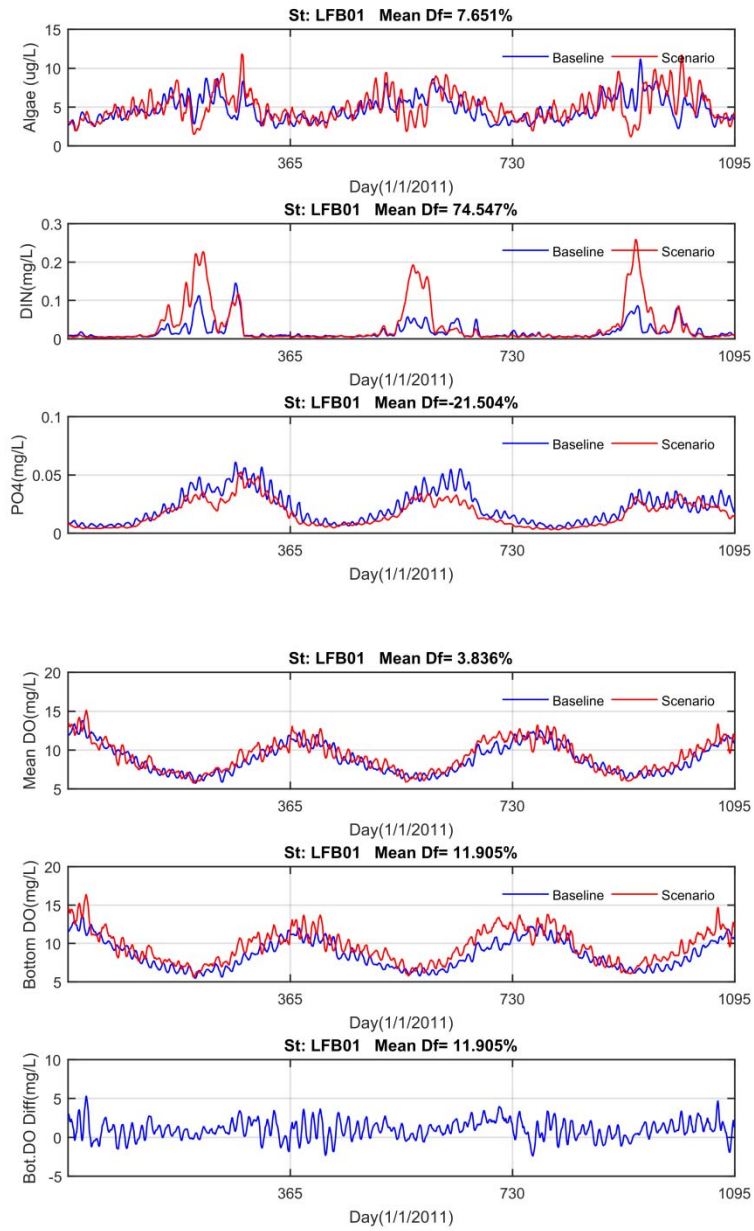 St: LFB01 Mean Df= 7.651%
15
10
5
0
Algae (ug/L)
Baseline Scenario
365 730 1095
Day(1/1/2011)
St: LFB01 Mean Df= 74.547%
0.3
0.2
0.1
0
DIN(mg/L)
Baseline Scenario
365 730 1095
Day(1/1/2011)
St: LFB01 Mean Df=-21.504%
0.1
0.05
0
PO4(mg/L)
Baseline Scenario
365 730 1095
Day(1/1/2011)
St: LFB01 Mean Df= 3.836%
20
15
10
5
Mean DO(mg/L)
Baseline Scenario
365 730 1095
Day(1/1/2011)
St: LFB01 Mean Df= 11.905%
20
15
10
5
Bottom DO(mg/L)
Baseline Scenario
365 730 1095
Day(1/1/2011)
St: LFB01 Mean Df= 11.905%
10
5
0
-5
Bot.DO Diff(mg/L)
365 730 1095
Day(1/1/2011)